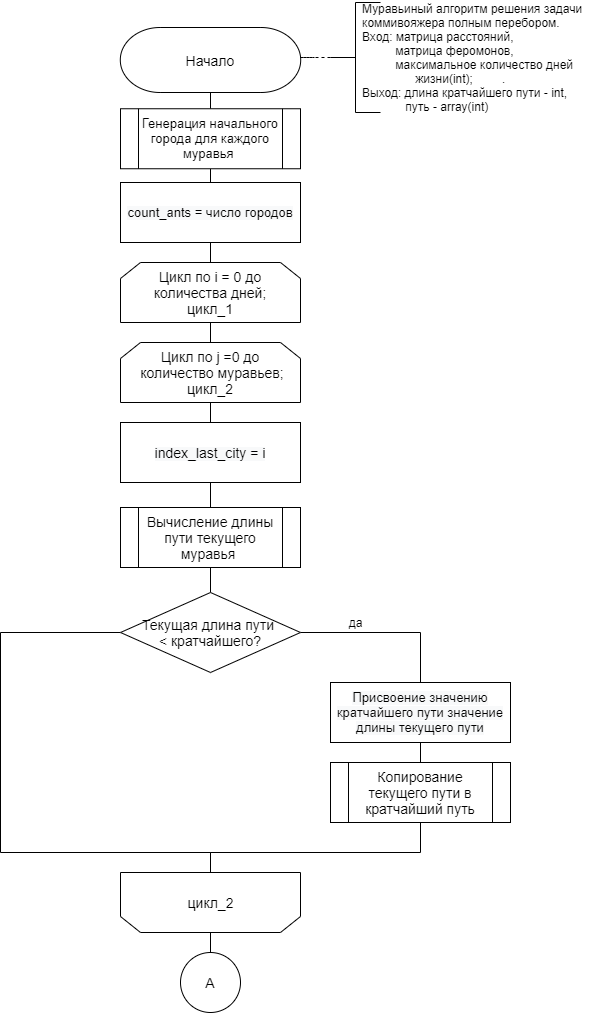 Муравьиный алгоритм решения задачи
коммивояжера полным перебором.
Вход: матрица расстояний,
матрица феромонов,
максимальное количество дней
жизни(int); .
Выход: длина кратчайшего пути - int,
путь - array(int)
Начало
Генерация начального
города для каждого
муравья
count_ants = число городов
Цикл по i = 0 до
количества дней;
цикл_1
Цикл по j =0 до
количество муравьев;
цикл_2
index_last_city = i
Вычисление длины
пути текущего
муравья
Текущая длина пути
< кратчайшего?
да
Присвоение значению
кратчайшего пути значение
длины текущего пути
Копирование
текущего пути в
кратчайший путь
цикл_2
А